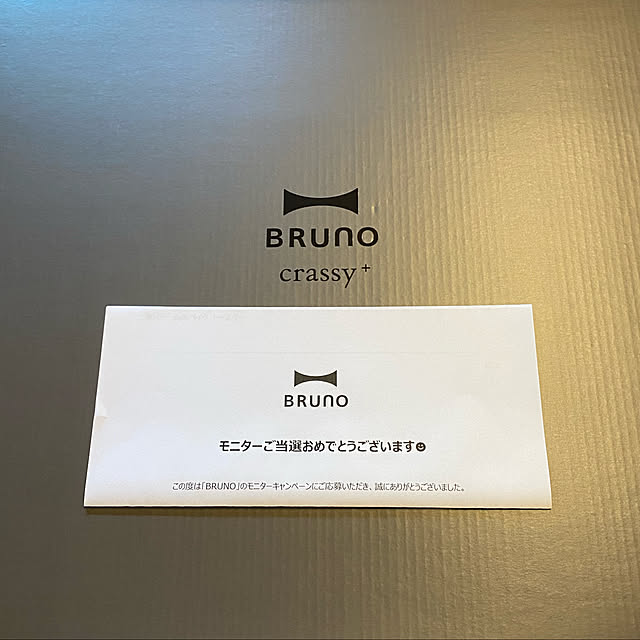 BRUNO
crassy+
BRUNO
モニターご当選おめでとうございます☻
この度は「BRUNO」のモニターキャンペーンにご応募いただき、誠にありがとうございました。